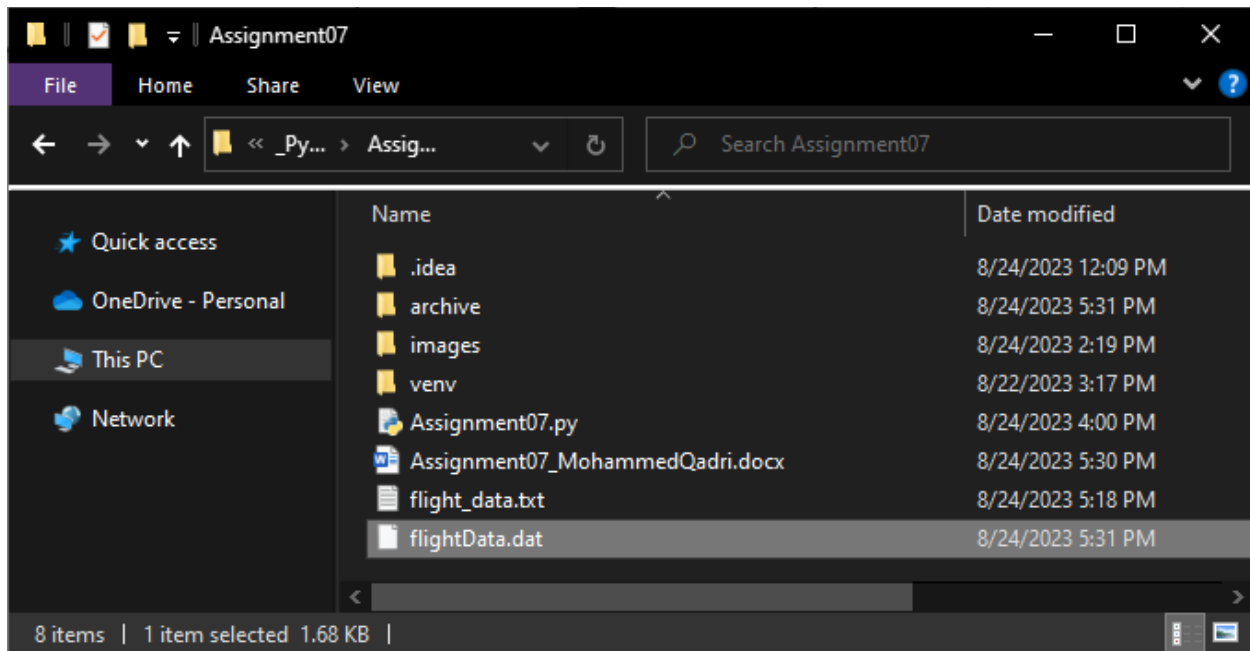 Assignment07
File Home Share View
« _Py... › Assig... Search Assignment07
Name Date modified
Quick access
OneDrive - Personal
This PC
Network
.idea 8/24/2023 12:09 PM
archive 8/24/2023 5:31 PM
images 8/24/2023 2:19 PM
venv 8/22/2023 3:17 PM
Assignment07.py 8/24/2023 4:00 PM
Assignment07_MohammedQadri.docx 8/24/2023 5:30 PM
flight_data.txt 8/24/2023 5:18 PM
flightData.dat 8/24/2023 5:31 PM
8 items | 1 item selected 1.68 KB |